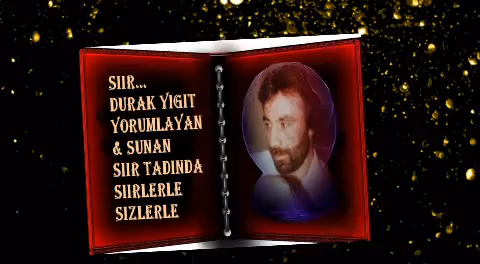 SIIR...
DURAK YIGIT
YORUMLAYAN
& SUNAN
SIIR TADINDA
SIIRLERLE
SIZLERLE